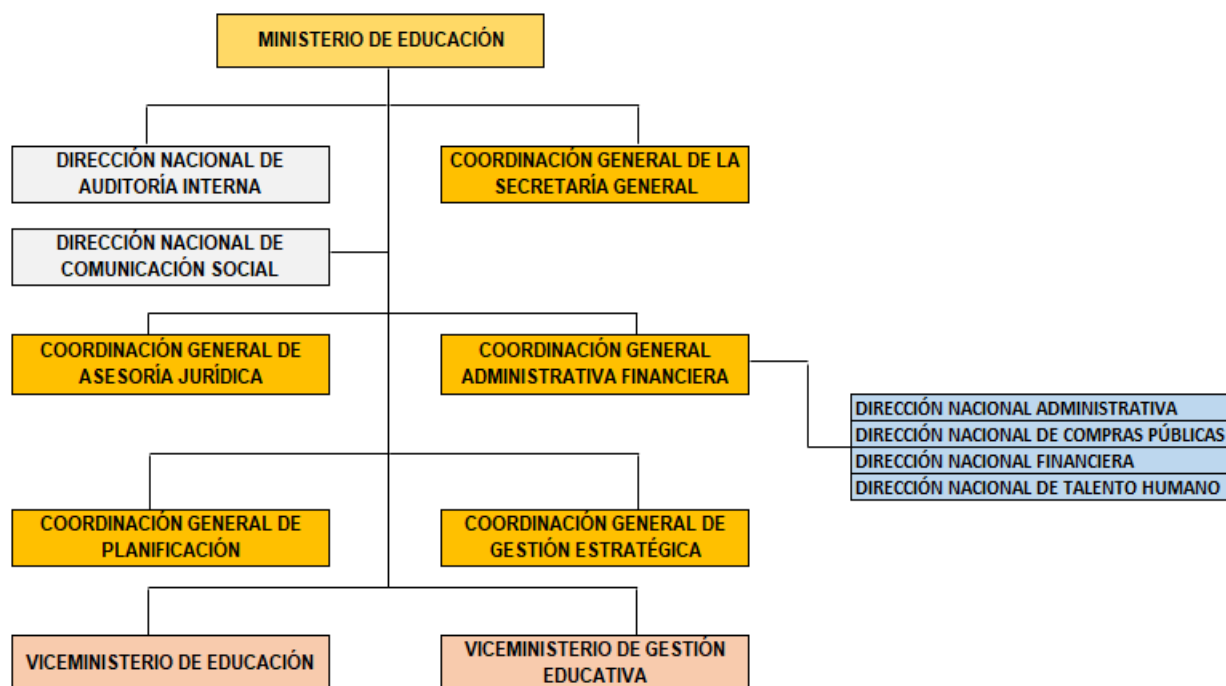 MINISTERIO DE EDUCACIÓN
DIRECCIÓN NACIONAL DE
AUDITORÍA INTERNA
COORDINACIÓN GENERAL DE LA
SECRETARÍA GENERAL
DIRECCIÓN NACIONAL DE
COMUNICACIÓN SOCIAL
COORDINACIÓN GENERAL DE
ASESORÍA JURÍDICA
COORDINACIÓN GENERAL
ADMINISTRATIVA FINANCIERA
DIRECCIÓN NACIONAL ADMINISTRATIVA
DIRECCIÓN NACIONAL DE COMPRAS PÚBLICAS
DIRECCIÓN NACIONAL FINANCIERA
DIRECCIÓN NACIONAL DE TALENTO HUMANO
COORDINACIÓN GENERAL DE
PLANIFICACIÓN
COORDINACIÓN GENERAL DE
GESTIÓN ESTRATÉGICA
VICEMINISTERIO DE EDUCACIÓN
VICEMINISTERIO DE GESTIÓN
EDUCATIVA